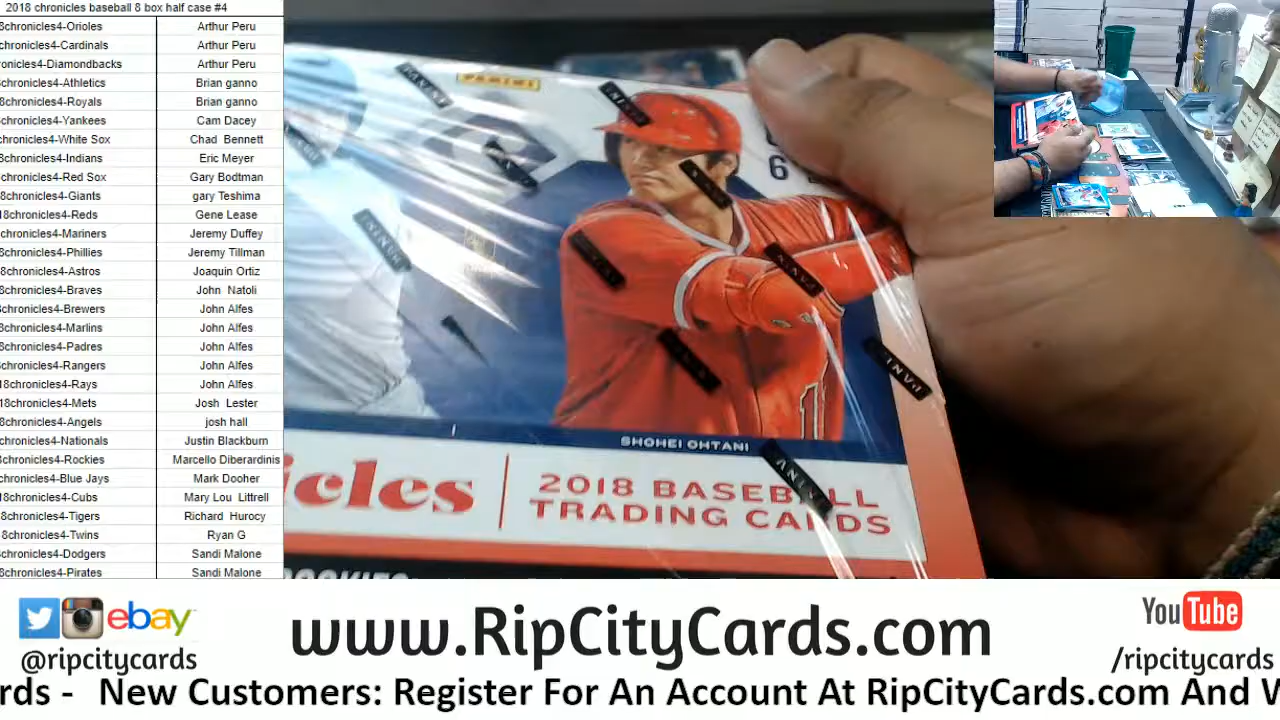 2018 chronicles baseball 8 box half case #4
8chronicles4-Orioles Arthur Peru
chronicles4-Cardinals Arthur Peru
onicles4-Diamondbacks Arthur Peru
chronicles4-Athletics Brian ganno
8chronicles4-Royals Brian ganno
chronicles4-Yankees Cam Dacey
chronicles4-White Sox Chad Bennett
8chronicles4-Indians Eric Meyer
chronicles4-Red Sox Gary Bodtman
8chronicles4-Giants gary Teshima
18chronicles4-Reds Gene Lease
chronicles4-Mariners Jeremy Duffey
8chronicles4-Phillies Jeremy Tillman
8chronicles4-Astros Joaquin Ortiz
8chronicles4-Braves John Natoli
chronicles4-Brewers John Alfes
8chronicles4-Marlins John Alfes
8chronicles4-Padres John Alfes
chronicles4-Rangers John Alfes
18chronicles4-Rays John Alfes
18chronicles4-Mets Josh Lester
8chronicles4-Angels josh hall
chronicles4-Nationals Justin Blackburn
8chronicles4-Rockies Marcello Diberardinis
chronicles4-Blue Jays Mark Dooher
18chronicles4-Cubs Mary Lou Littrell
8chronicles4-Tigers Richard Hurocy
8chronicles4-Twins Ryan G
chronicles4-Dodgers Sandi Malone
8chronicles4-Pirates Sandi Malone
PANINI
SHOHEI OHTANI
icles
2018 BASEBALL
TRADING CARDS
ebay
@ripcitycards
www.RipCityCards.com
YouTube
/ripcitycards
rds - New Customers: Register For An Account At RipCityCards.com And W